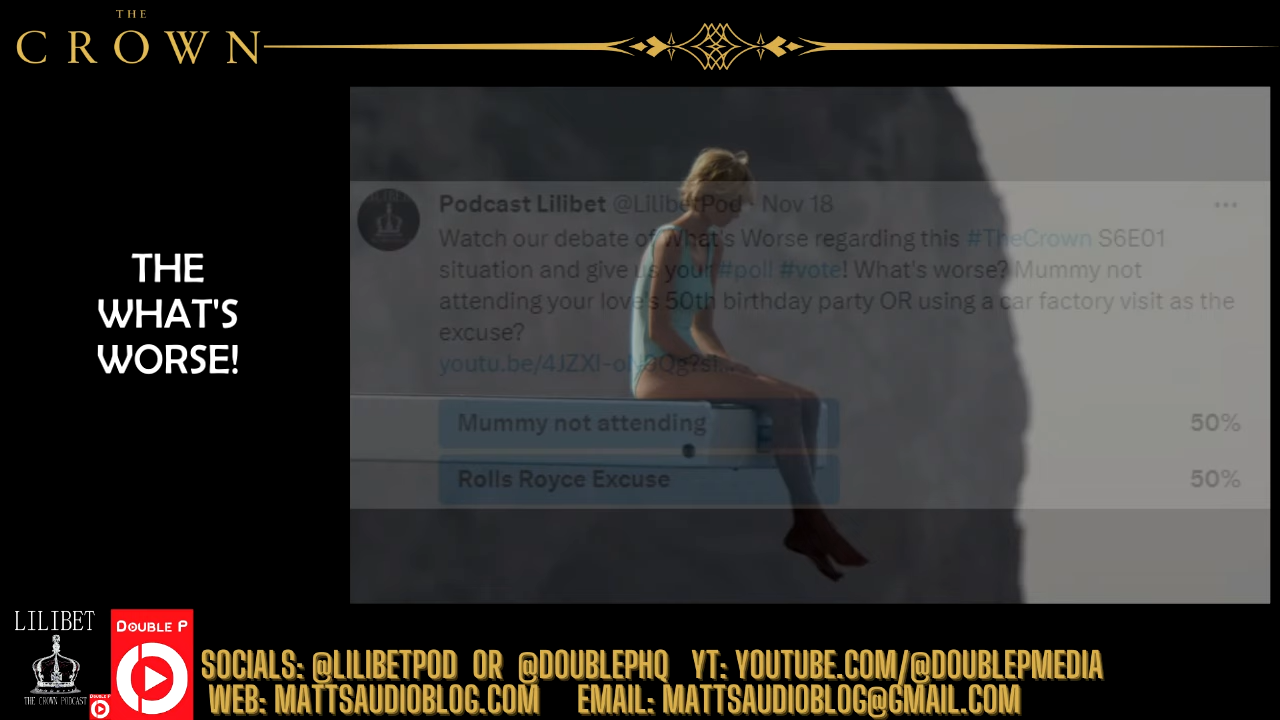 THE
CROWN
THE
WHAT'S
WORSE!
Podcast Lilibet @LilibetPod · Nov 18
Watch our debate of What's Worse regarding this #TheCrown S6E01
situation and give us your #poll #vote! What's worse? Mummy not
attending your love's 50th birthday party OR using a car factory visit as the
excuse?
Mummy not attending 50%
Rolls Royce Excuse 50%
LILIBET
THE CROWN PODCAST
DOUBLE P
DOUBLE P
SOCIALS: @LILIBETPOD OR @DOUBLEPHQ YT: YOUTUBE.COM/@DOUBLEPMEDIA
WEB: MATTSAUDIOBLOG.COM EMAIL: MATTSAUDIOBLOG@GMAIL.COM